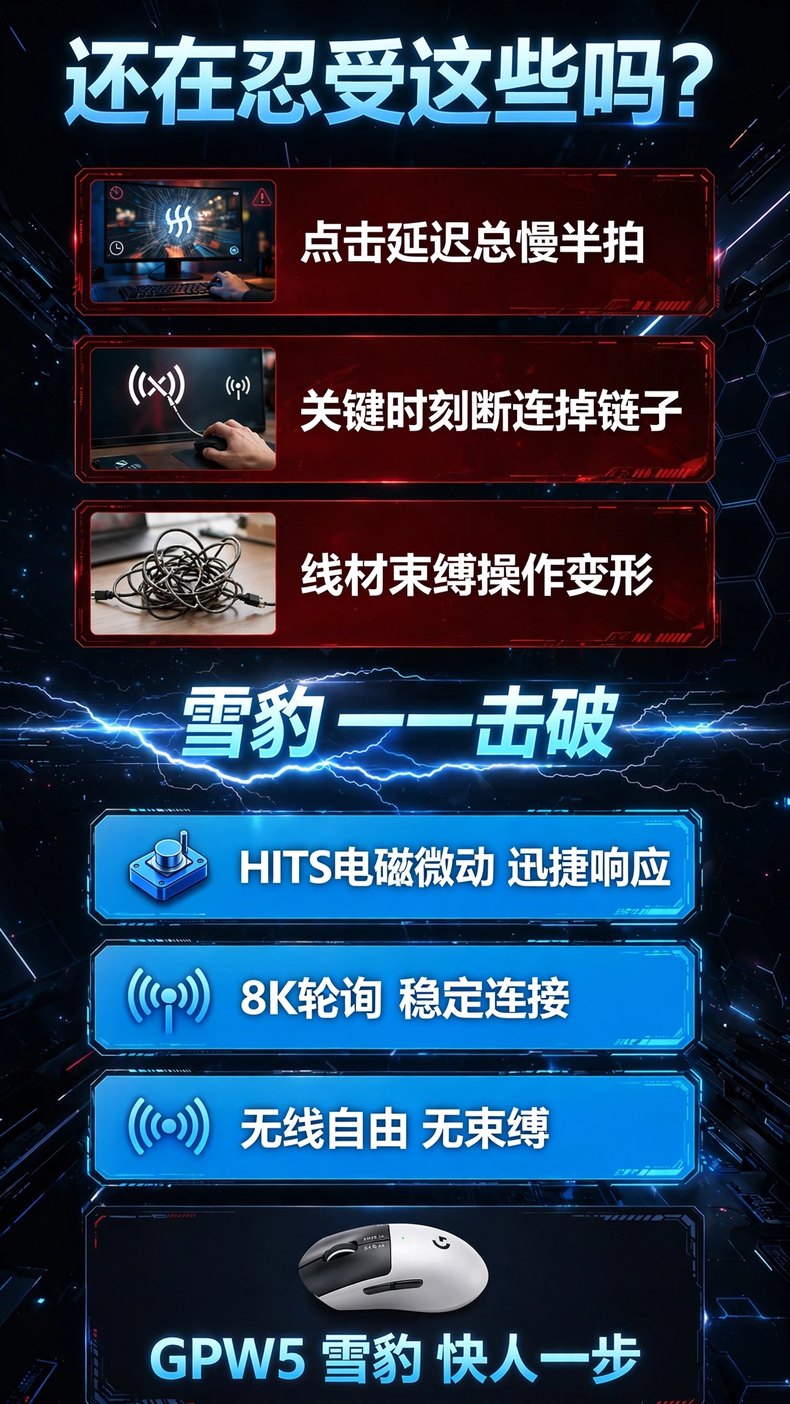 还在忍受这些吗？
点击延迟总慢半拍
关键时刻断连掉链子
线材束缚操作变形
雪豹 一一击破
HITS电磁微动 迅捷响应
8K轮询 稳定连接
无线自由 无束缚
GPW5 雪豹 快人一步